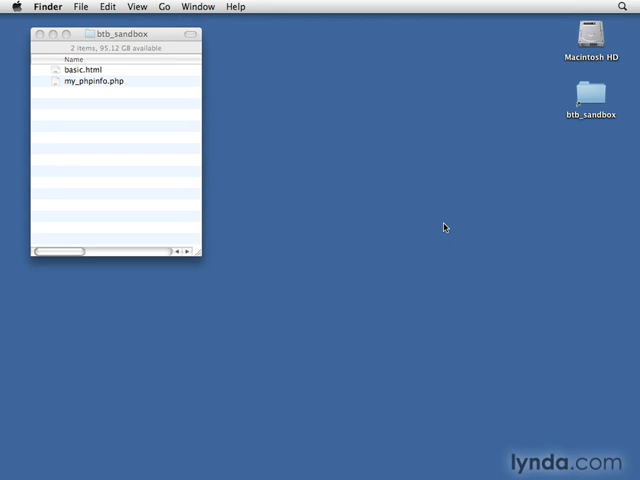 Finder File Edit View Go Window Help
btb_sandbox
2 items, 95.12 GB available
Name
basic.html
my_phpinfo.php
Macintosh HD
btb_sandbox
lynda.com